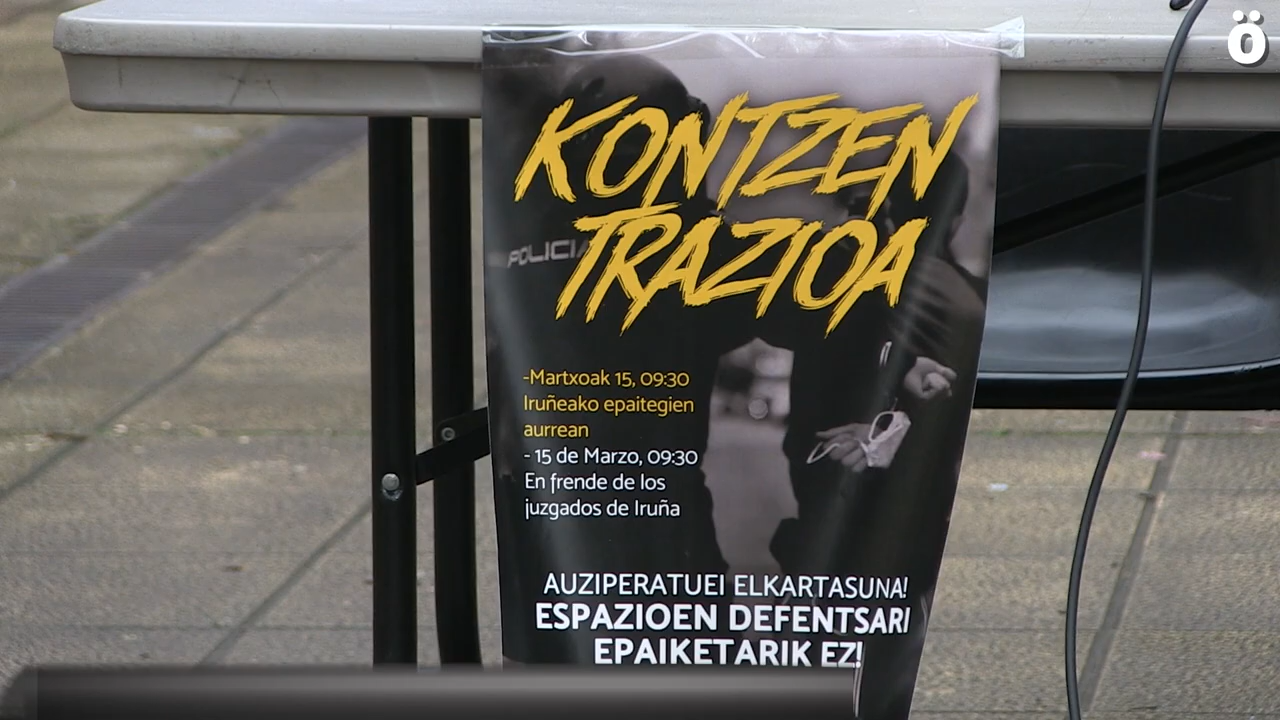 ö
KONTZEN
TRAZIOA
POLICIA
-Martxoak 15, 09:30
Iruñeako epaitegien
aurrean
- 15 de Marzo, 09:30
En frende de los
juzgados de Iruña
AUZIPERATUEI ELKARTASUNA!
ESPAZIOEN DEFENTSARI
EPAIKETARIK EZ!